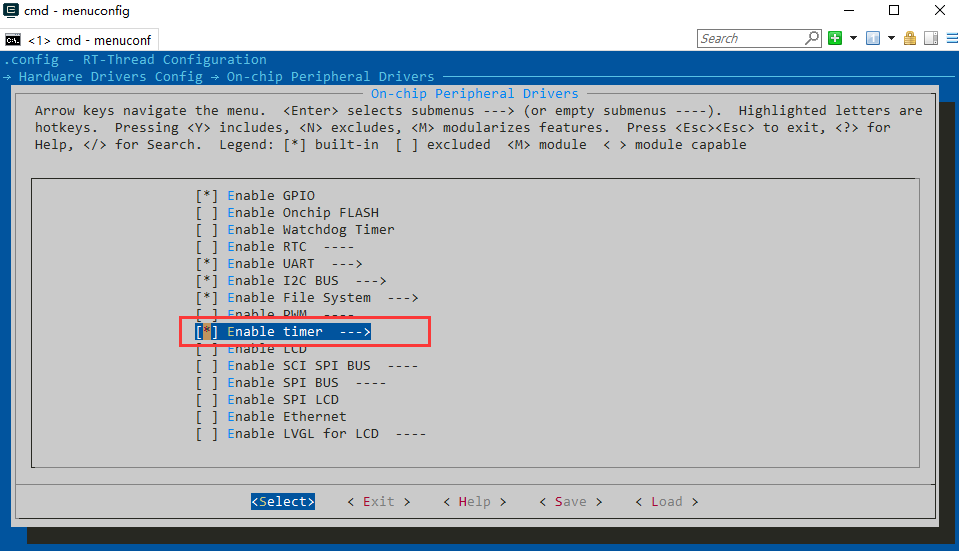 cmd - menuconfig
<1> cmd - menuconf
Search
.config - RT-Thread Configuration
→ Hardware Drivers Config → On-chip Peripheral Drivers
On-chip Peripheral Drivers
Arrow keys navigate the menu.  <Enter> selects submenus ---> (or empty submenus ----).  Highlighted letters are
hotkeys.  Pressing <Y> includes, <N> excludes, <M> modularizes features.  Press <Esc><Esc> to exit, <?> for
Help, </> for Search.  Legend: [*] built-in  [ ] excluded  <M> module  < > module capable
[*] Enable GPIO
[ ] Enable Onchip FLASH
[ ] Enable Watchdog Timer
[ ] Enable RTC  ----
[*] Enable UART  --->
[*] Enable I2C BUS  --->
[*] Enable File System  --->
[ ] Enable PWM  ----
[*] Enable timer  --->
[ ] Enable LCD
[ ] Enable SCI SPI BUS  ----
[ ] Enable SPI BUS  ----
[ ] Enable SPI LCD
[ ] Enable Ethernet
[ ] Enable LVGL for LCD  ----
<Select>    < Exit >    < Help >    < Save >    < Load >